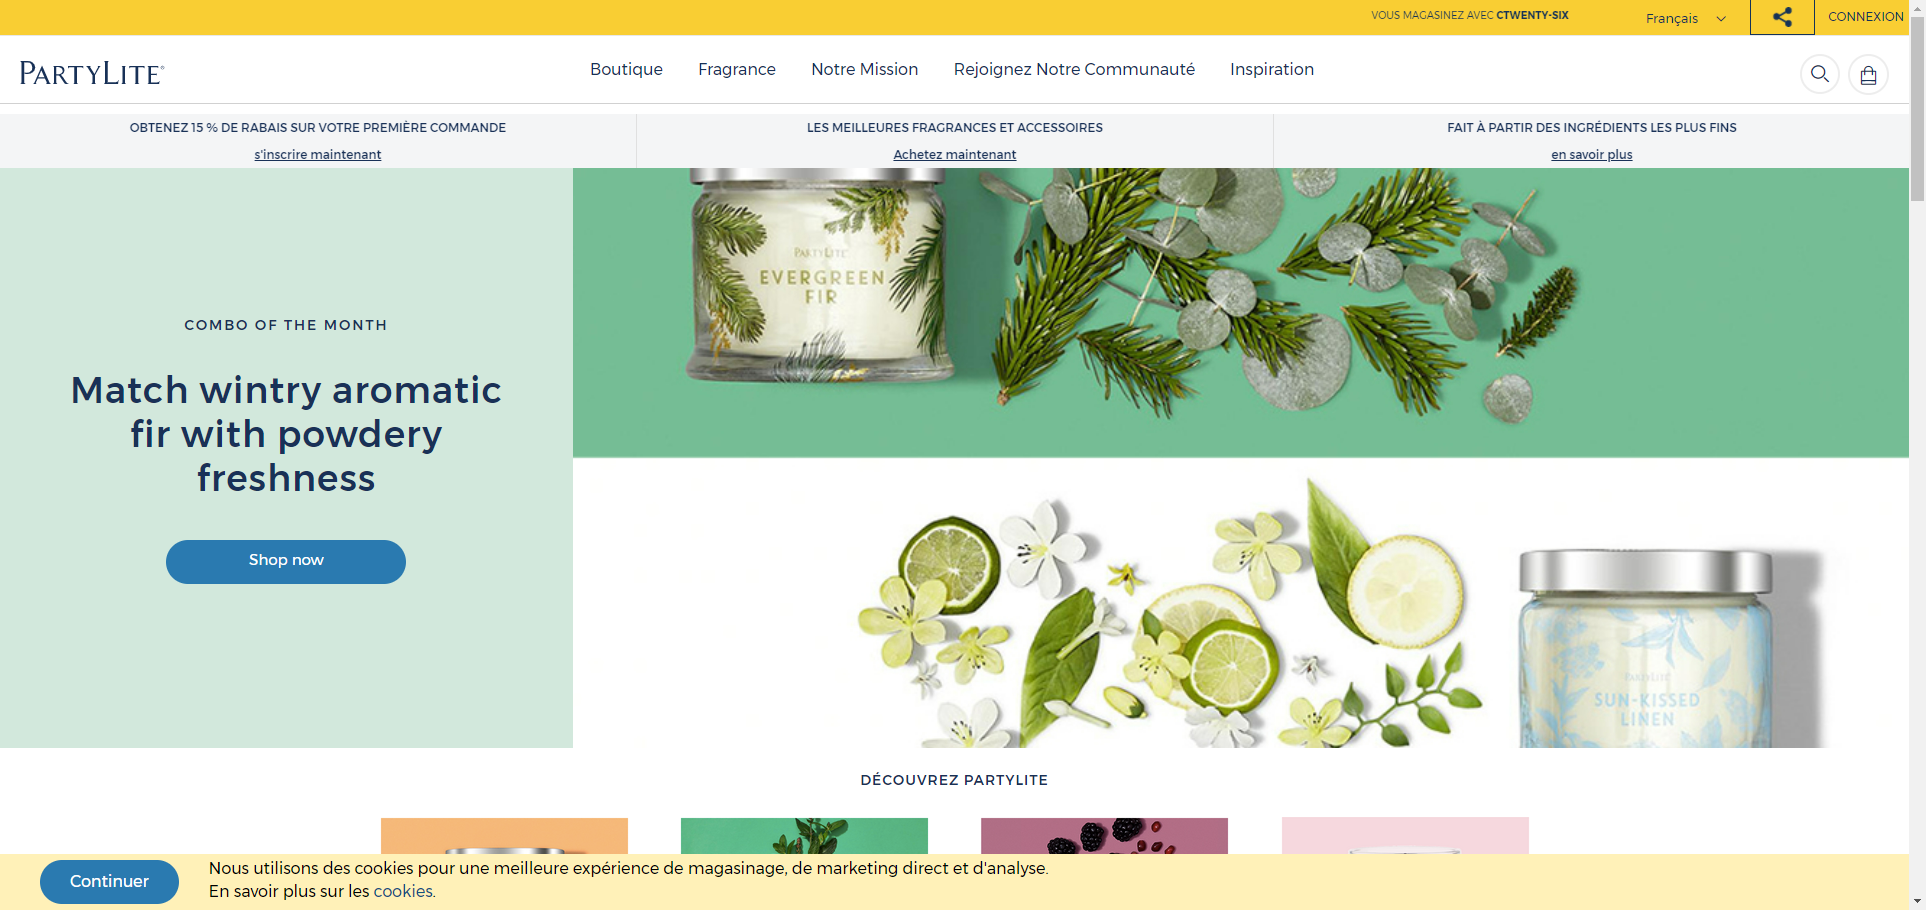 VOUS MAGASINEZ AVEC CTWENTY-SIX
Français
CONNEXION
PARTYLITE®
Boutique
Fragrance
Notre Mission
Rejoignez Notre Communauté
Inspiration
OBTENEZ 15 % DE RABAIS SUR VOTRE PREMIÈRE COMMANDE
s'inscrire maintenant
LES MEILLEURES FRAGRANCES ET ACCESSOIRES
Achetez maintenant
FAIT À PARTIR DES INGRÉDIENTS LES PLUS FINS
en savoir plus
COMBO OF THE MONTH
Match wintry aromatic
fir with powdery
freshness
Shop now
PARTYLITE
EVERGREEN
FIR
PARTYLITE
SUN-KISSED
LINEN
DÉCOUVREZ PARTYLITE
Continuer
Nous utilisons des cookies pour une meilleure expérience de magasinage, de marketing direct et d'analyse.
En savoir plus sur les cookies.